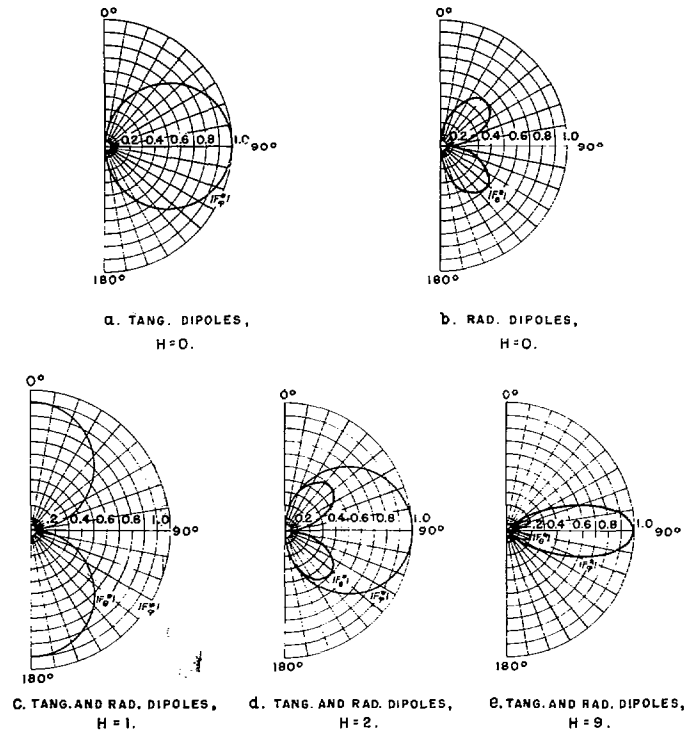 0°
0.2 0.4 0.6 0.8 1.0
90°
180°
a. TANG. DIPOLES,
H=0.
0°
0.2 0.4 0.6 0.8 1.0
90°
180°
b. RAD. DIPOLES,
H=0.
0°
.2 0.4 0.6 0.8 1.0
90°
180°
C. TANG. AND RAD. DIPOLES,
H=1.
0°
0.2 0.4 0.6 0.8 1.0
90°
180°
d. TANG. AND RAD. DIPOLES,
H=2.
0°
0.2 0.4 0.6 0.8 1.0
90°
180°
e. TANG. AND RAD. DIPOLES,
H=9.